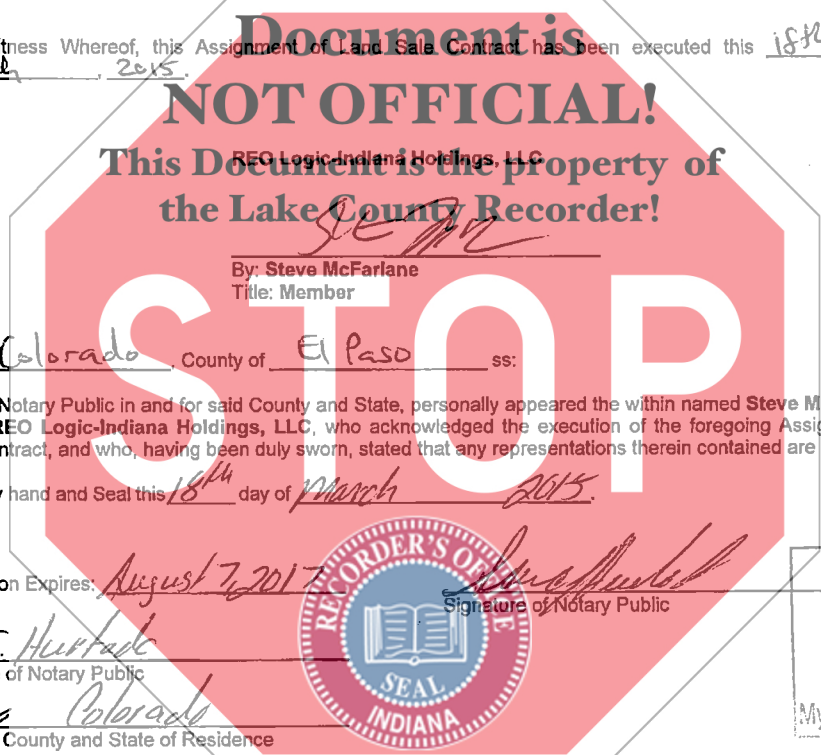 Document is
tness Whereof, this Assignment of Land Sale Contract has been executed this 18th
2015.
NOT OFFICIAL!
This Document is the property of
REO Logic-Indiana Holdings, LLC
the Lake County Recorder!
By: Steve McFarlane
Title: Member
STOP
Colorado, County of El Paso ss:
Notary Public in and for said County and State, personally appeared the within named Steve M
REO Logic-Indiana Holdings, LLC, who acknowledged the execution of the foregoing Assig
ntract, and who, having been duly sworn, stated that any representations therein contained are
hand and Seal this 18th day of March 2015.
on Expires: August 7, 2017
RECORDER'S OFFICE
Signature of Notary Public
Hurtado
of Notary Public
SEAL
INDIANA
Colorado
My
County and State of Residence